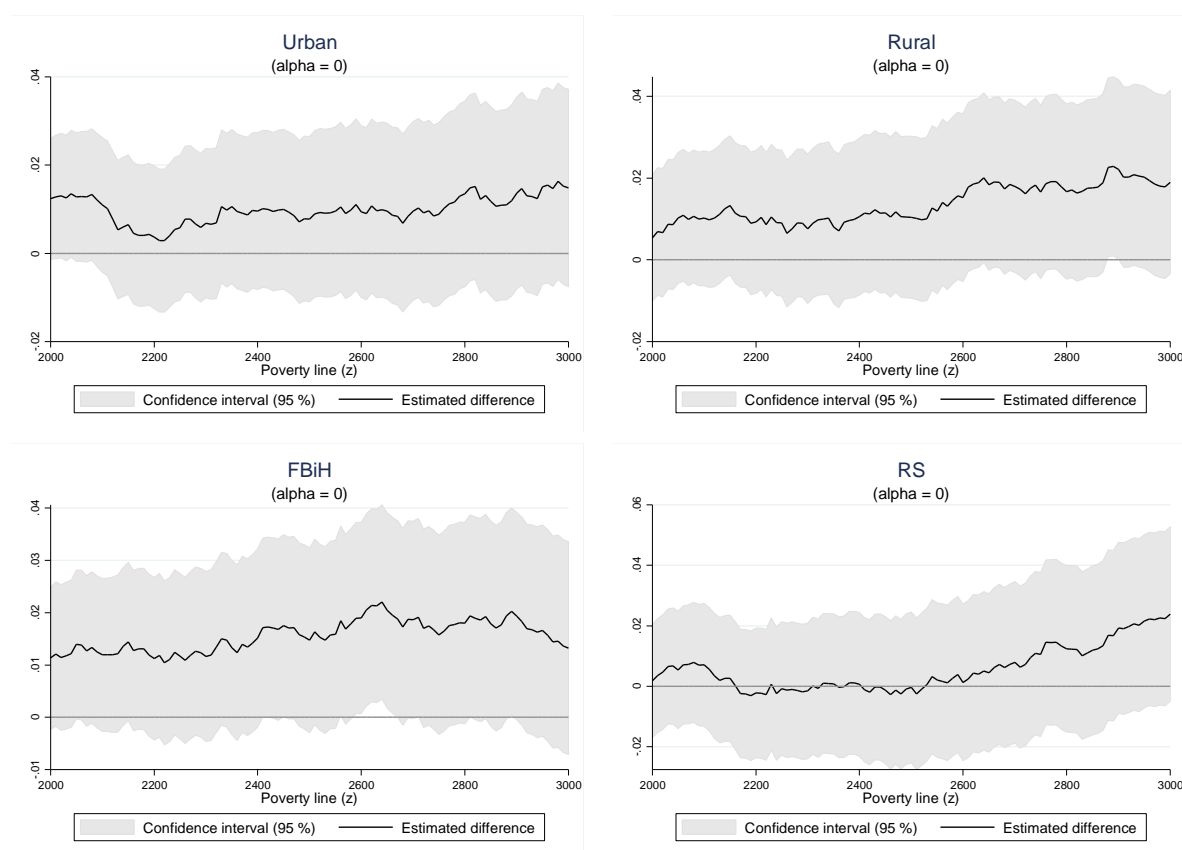 Urban
(alpha = 0)
.04
.02
0
-.02
2000 2200 2400 2600 2800 3000
Poverty line (z)
Confidence interval (95 %) Estimated difference
Rural
(alpha = 0)
.04
.02
0
-.02
2000 2200 2400 2600 2800 3000
Poverty line (z)
Confidence interval (95 %) Estimated difference
FBiH
(alpha = 0)
.04
.03
.02
.01
0
-.01
2000 2200 2400 2600 2800 3000
Poverty line (z)
Confidence interval (95 %) Estimated difference
RS
(alpha = 0)
.06
.04
.02
0
-.02
2000 2200 2400 2600 2800 3000
Poverty line (z)
Confidence interval (95 %) Estimated difference